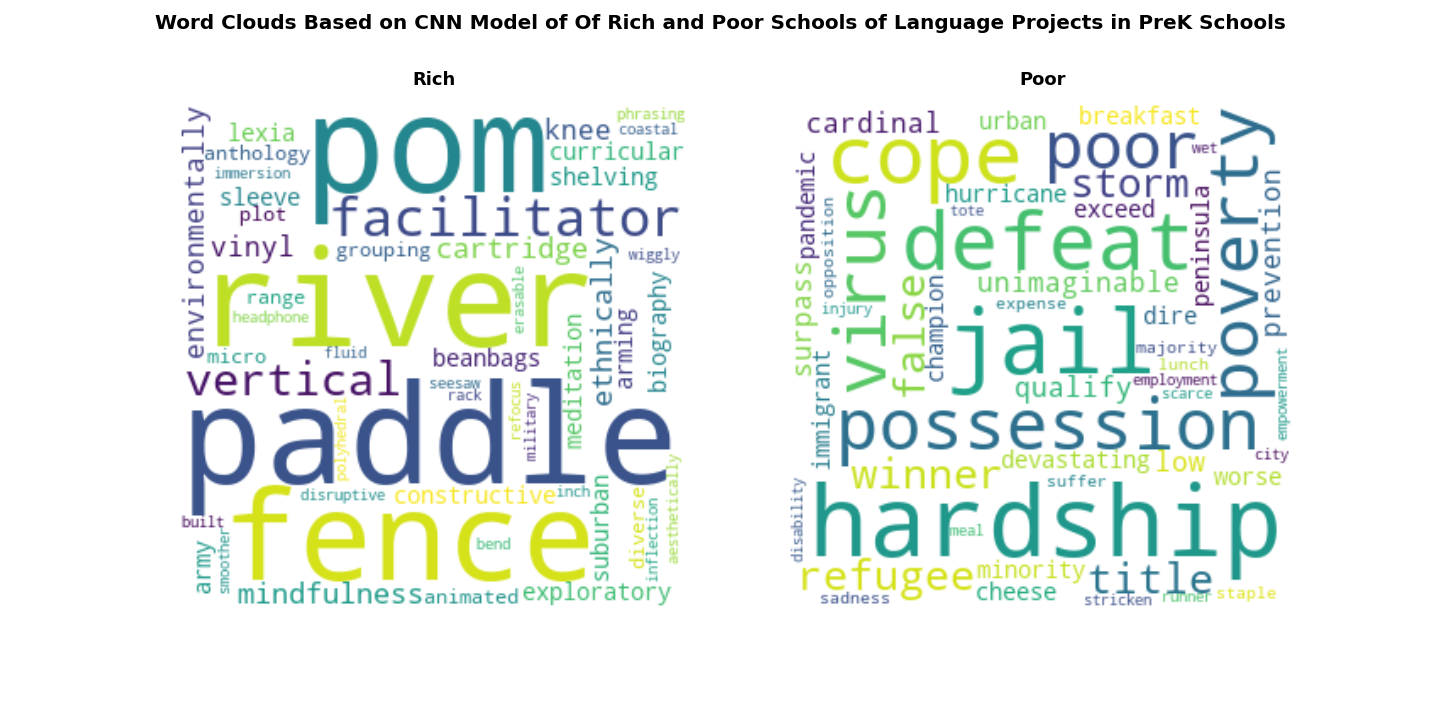 Word Clouds Based on CNN Model of Of Rich and Poor Schools of Language Projects in PreK Schools
Rich
environmentally
lexia
anthology
immersion
sleeve
plot
vinyl
pom
phrasing
knee
coastal
curricular
shelving
facilitator
grouping
cartridge
wiggly
river
range
headphone
erasable
ethnically
arming
biography
meditation
micro
fluid
beanbags
vertical
seesaw
rack
refocus
military
polyhedral
paddle
disruptive
constructive
inch
suburban
diverse
inflection
aesthetically
built
army
smoother
fence
bend
mindfulness
animated
exploratory
Poor
cardinal
urban
breakfast
cope
poor
wet
poverty
pandemic
hurricane
storm
tote
exceed
opposition
virus
defeat
peninsula
prevention
surpass
unimaginable
injury
false
champion
expense
dire
jail
majority
lunch
employment
qualify
scarce
empowerment
immigrant
possession
devastating
low
city
winner
suffer
worse
disability
hardship
meal
refugee
minority
title
cheese
sadness
stricken
runner
staple